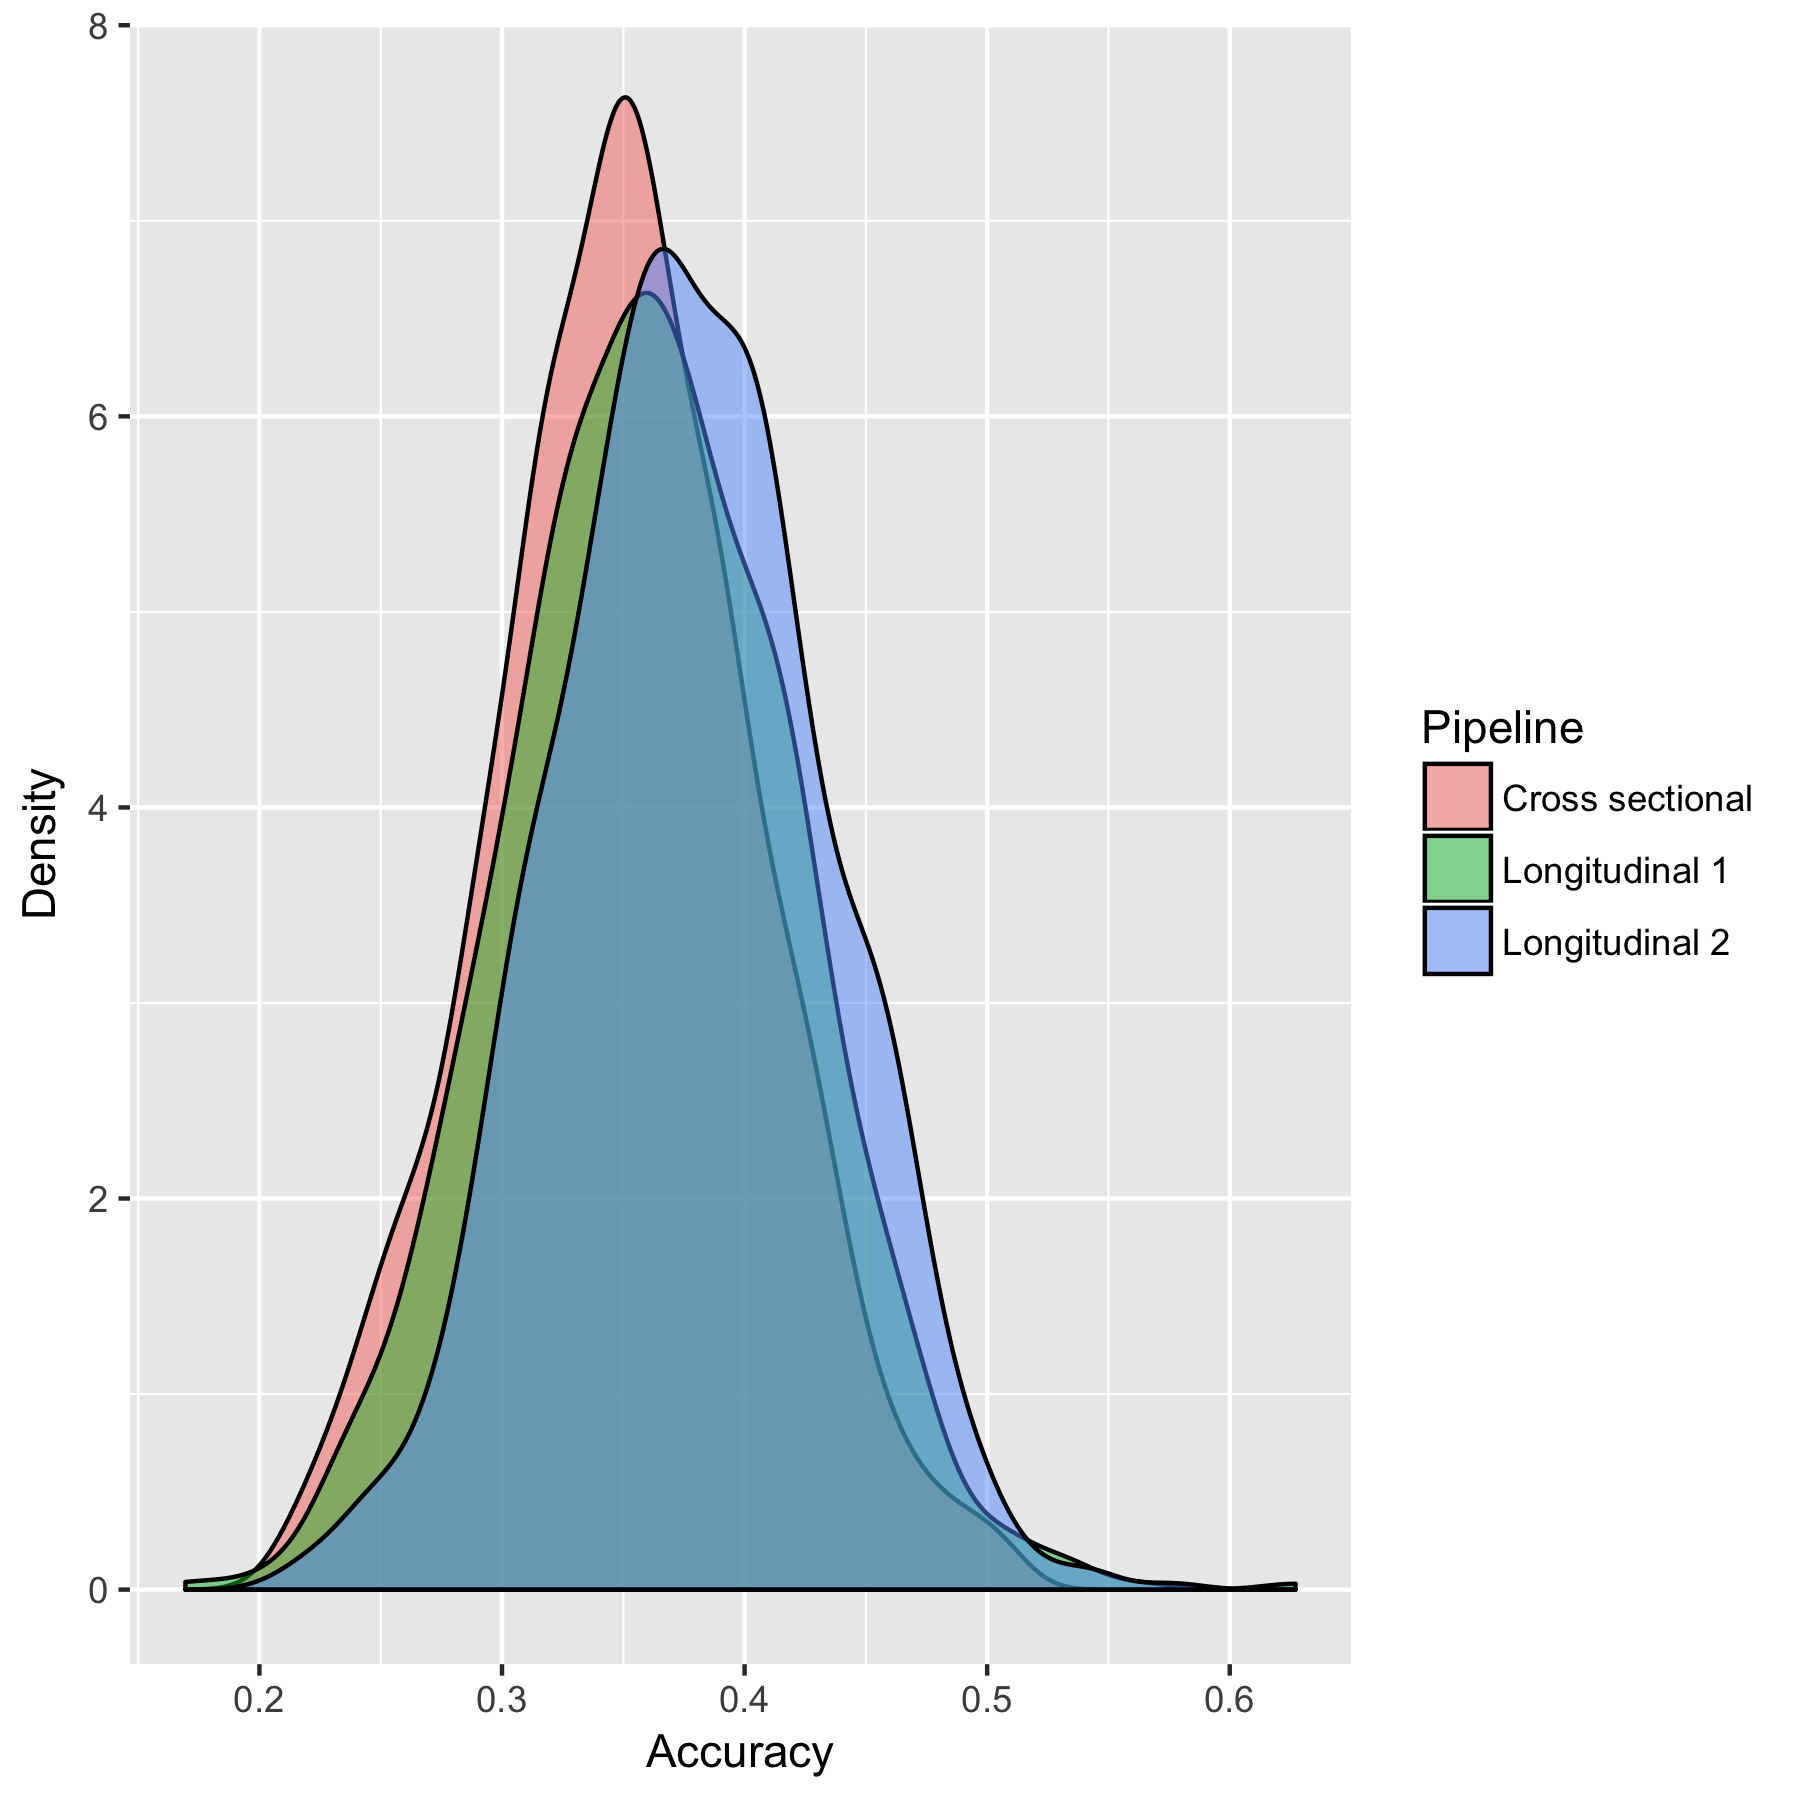 8
6
4
2
0
Density
0.2 0.3 0.4 0.5 0.6
Accuracy
Pipeline
Cross sectional
Longitudinal 1
Longitudinal 2